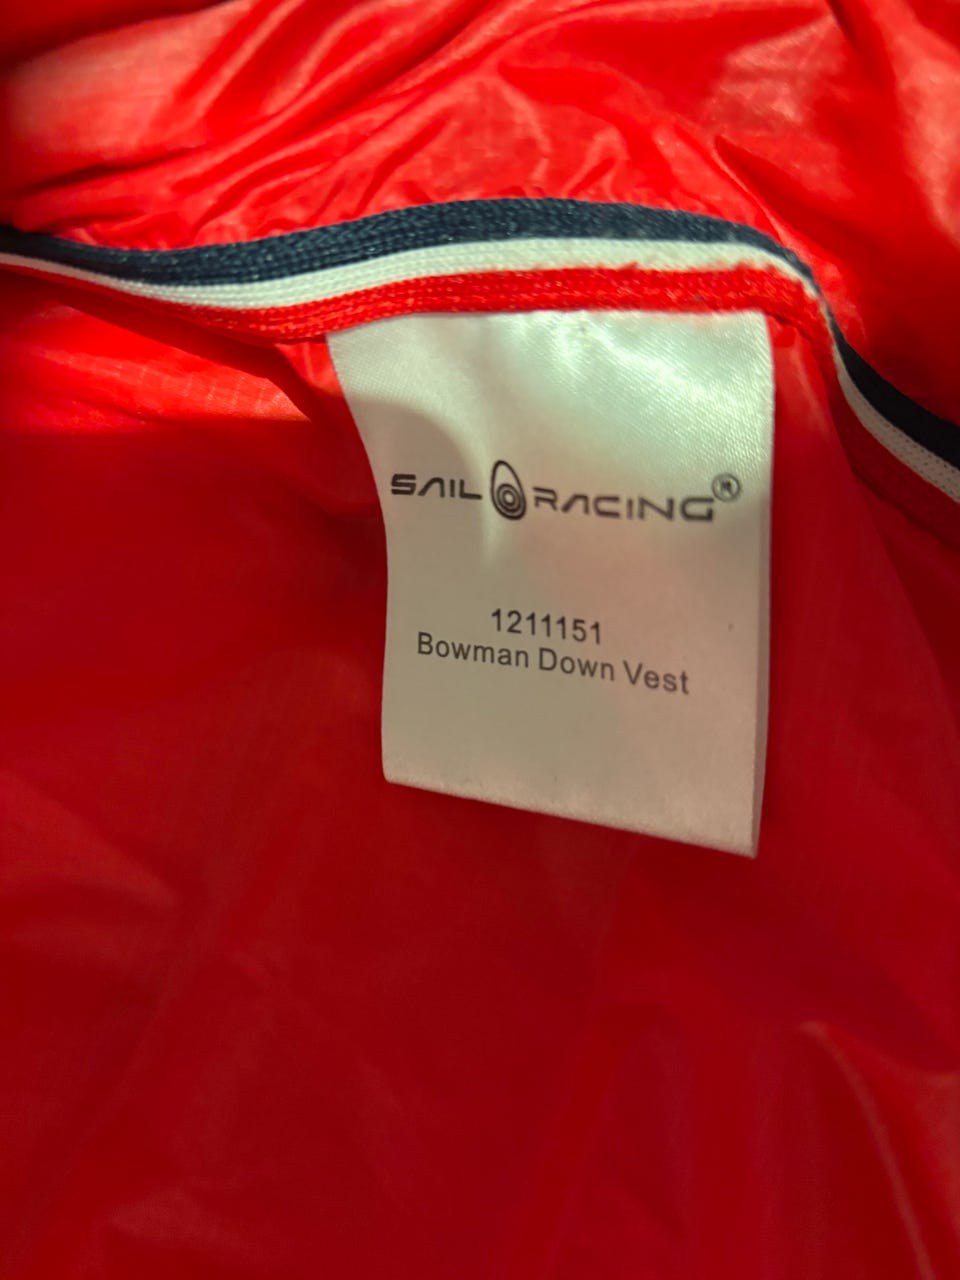 SAIL RACING®
1211151
Bowman Down Vest